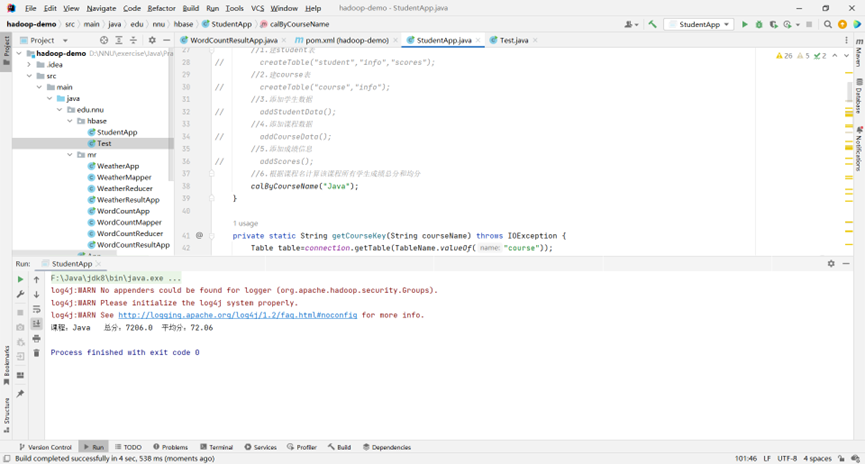 File Edit View Navigate Code Refactor Build Run Tools VCS Window Help hadoop-demo
hadoop-demo src main java edu nnu hbase StudentApp calByCourseName StudentApp
Project
WordCountResultApp.java pom.xml (hadoop-demo) StudentApp.java Test.java
hadoop-demo D:\NNU\exercise\Java\Pra
.idea
src
main
java
edu.nnu
hbase
StudentApp
Test
mr
WeatherApp
WeatherMapper
WeatherReducer
WeatherResultApp
WordCountApp
WordCountMapper
WordCountReducer
WordCountResultApp
App
26 5 2
27 //1.建student表
28 // createTable("student","info","scores");
29 //2.建course表
30 // createTable("course","info");
31 //3.添加学生数据
32 // addStudentData();
33 //4.添加课程数据
34 // addCourseData();
35 //5.添加成绩信息
36 // addScores();
37 //6.根据课程名计算该课程所有学生成绩总分和均分
38 calByCourseName("Java");
39 }
40
1 usage
41 @ private static String getCourseKey(String courseName) throws IOException {
42 Table table=connection.getTable(TableName.valueOf( name: "course"));
Project
Bookmarks
Structure
Maven
Database
Notifications
Run: StudentApp
F:\Java\jdk8\bin\java.exe ...
log4j:WARN No appenders could be found for logger (org.apache.hadoop.security.Groups).
log4j:WARN Please initialize the log4j system properly.
log4j:WARN See http://logging.apache.org/log4j/1.2/faq.html#noconfig for more info.
课程：Java 总分：7206.0 平均分：72.06
Process finished with exit code 0
Version Control Run TODO Problems Terminal Services Profiler Build Dependencies
Build completed successfully in 4 sec, 538 ms (moments ago) 101:46 LF UTF-8 4 spaces